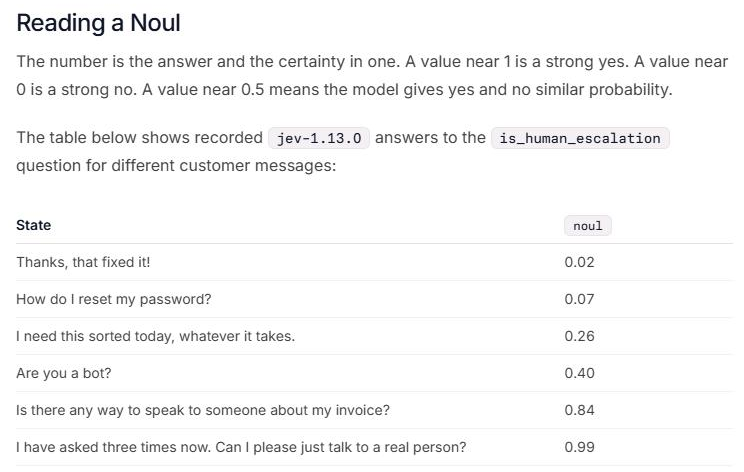 Reading a Noul
The number is the answer and the certainty in one. A value near 1 is a strong yes. A value near
0 is a strong no. A value near 0.5 means the model gives yes and no similar probability.
The table below shows recorded jev-1.13.0 answers to the is_human_escalation
question for different customer messages:
State noul
Thanks, that fixed it! 0.02
How do I reset my password? 0.07
I need this sorted today, whatever it takes. 0.26
Are you a bot? 0.40
Is there any way to speak to someone about my invoice? 0.84
I have asked three times now. Can I please just talk to a real person? 0.99